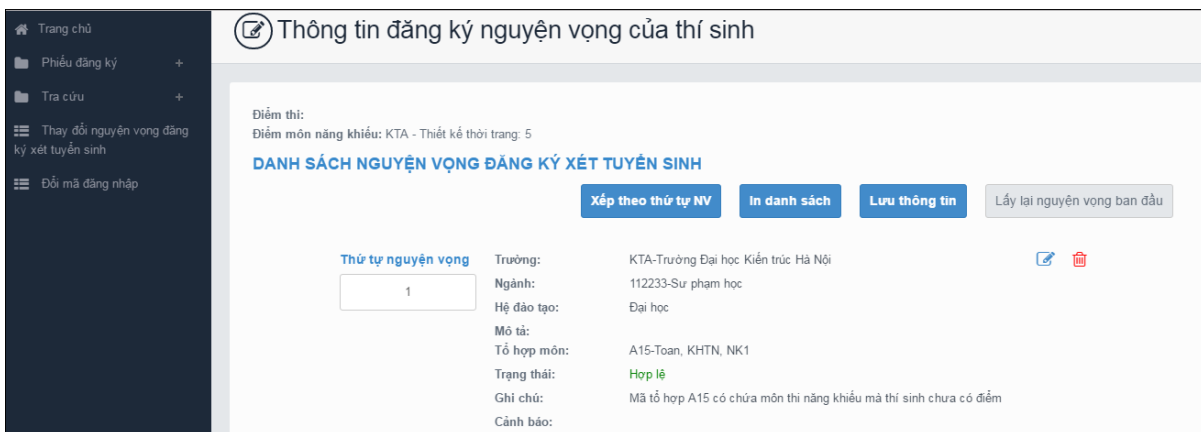 Trang chủ
Thông tin đăng ký nguyện vọng của thí sinh
Phiếu đăng ký +
Tra cứu +
Thay đổi nguyện vọng đăng
ký xét tuyển sinh
Đổi mã đăng nhập
Điểm thi:
Điểm môn năng khiếu: KTA - Thiết kế thời trang: 5
DANH SÁCH NGUYỆN VỌNG ĐĂNG KÝ XÉT TUYỂN SINH
Xếp theo thứ tự NV In danh sách Lưu thông tin Lấy lại nguyện vọng ban đầu
Thứ tự nguyện vọng
1
Trường: KTA-Trường Đại học Kiến trúc Hà Nội
Ngành: 112233-Sư phạm học
Hệ đào tạo: Đại học
Mô tả:
Tổ hợp môn: A15-Toan, KHTN, NK1
Trạng thái: Hợp lệ
Ghi chú: Mã tổ hợp A15 có chứa môn thi năng khiếu mà thí sinh chưa có điểm
Cảnh báo: